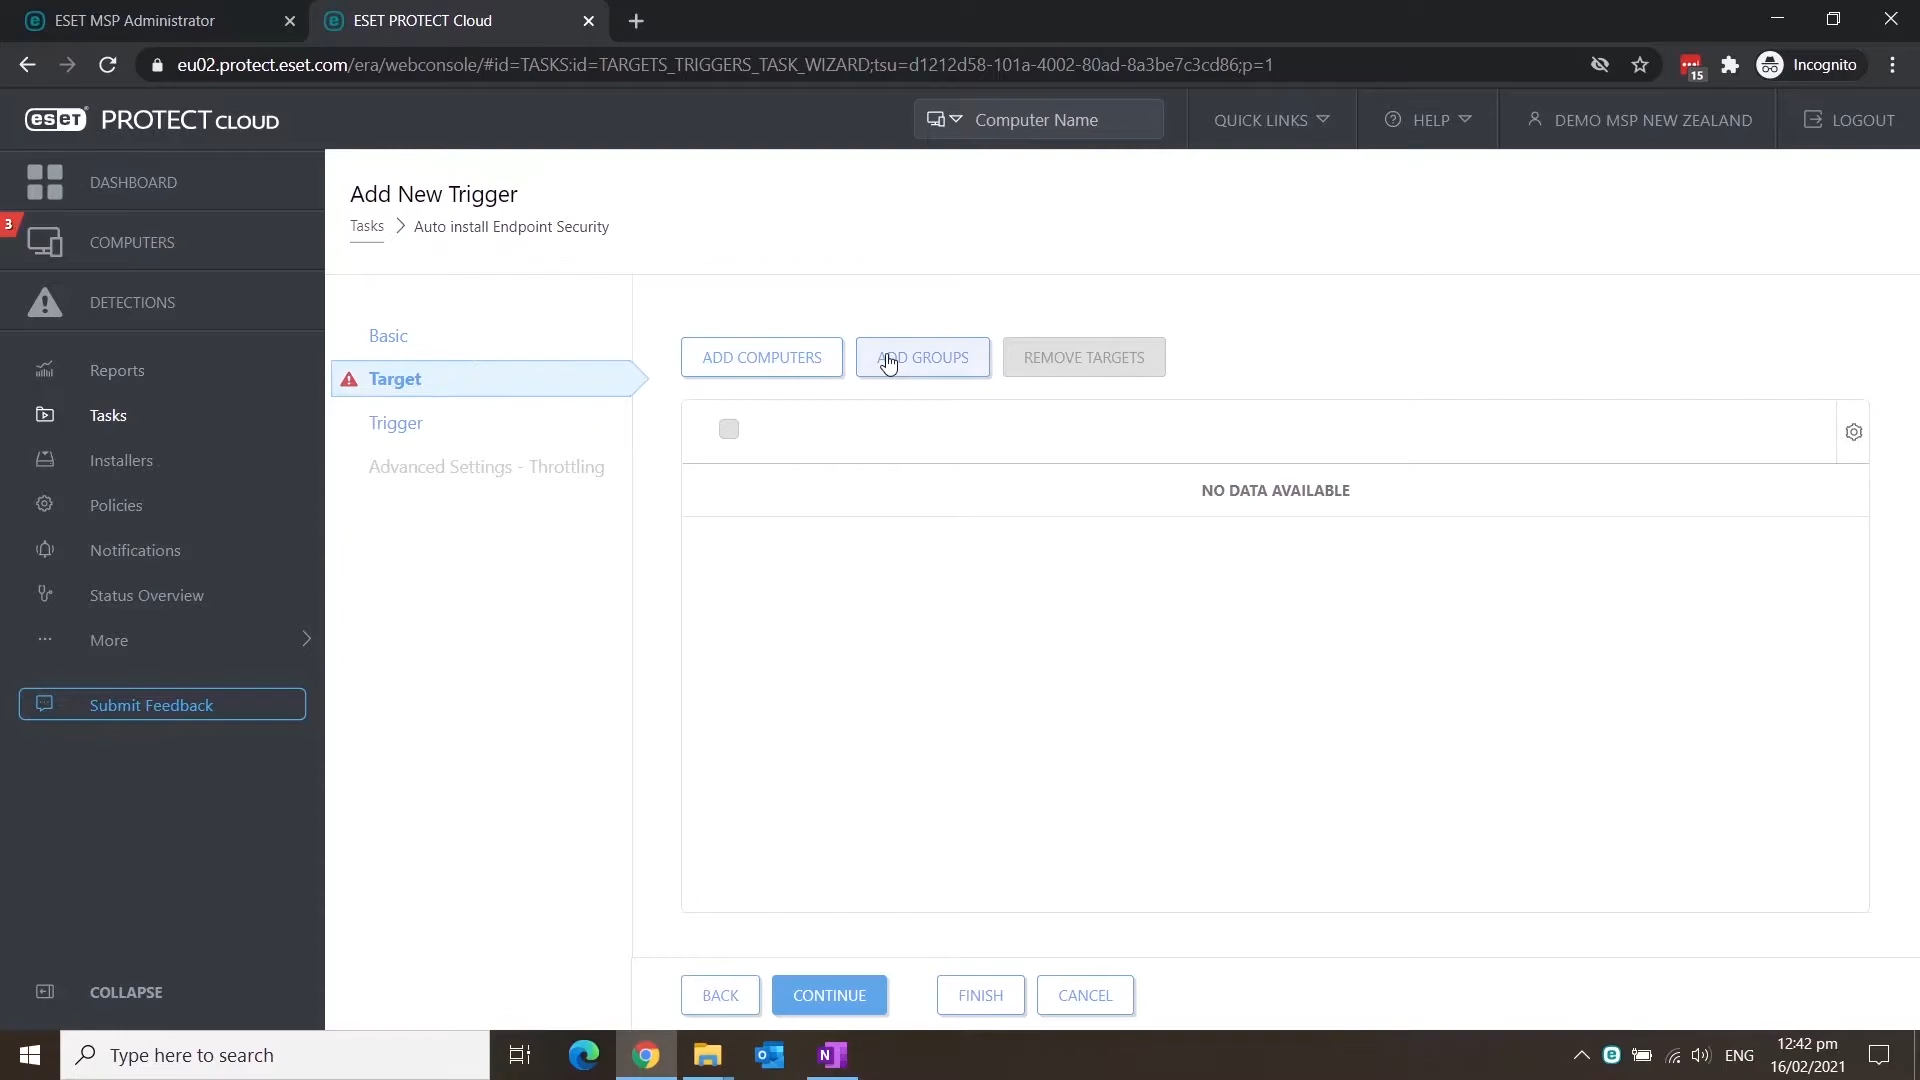 ESET MSP Administrator
ESET PROTECT Cloud
eu02.protect.eset.com/era/webconsole/#id=TASKS:id=TARGETS_TRIGGERS_TASK_WIZARD;tsu=d1212d58-101a-4002-80ad-8a3be7c3cd86;p=1
15
Incognito
eset PROTECT CLOUD
Computer Name
QUICK LINKS
HELP
DEMO MSP NEW ZEALAND
LOGOUT
DASHBOARD
3
COMPUTERS
DETECTIONS
Reports
Tasks
Installers
Policies
Notifications
Status Overview
More
Submit Feedback
COLLAPSE
Add New Trigger
Tasks > Auto install Endpoint Security
Basic
Target
Trigger
Advanced Settings - Throttling
ADD COMPUTERS
ADD GROUPS
REMOVE TARGETS
NO DATA AVAILABLE
BACK
CONTINUE
FINISH
CANCEL
Type here to search
ENG
12:42 pm
16/02/2021